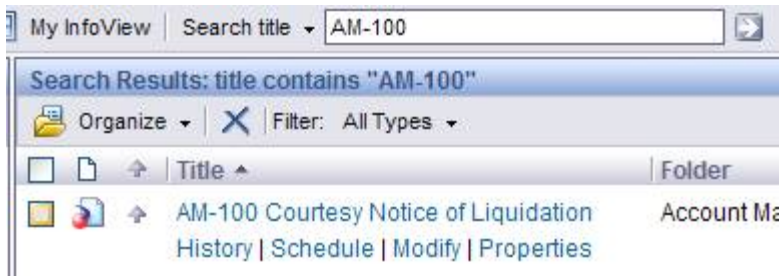 My InfoView Search title AM-100
Search Results: title contains "AM-100"
Organize Filter: All Types
Title Folder
AM-100 Courtesy Notice of Liquidation Account Ma
History | Schedule | Modify | Properties